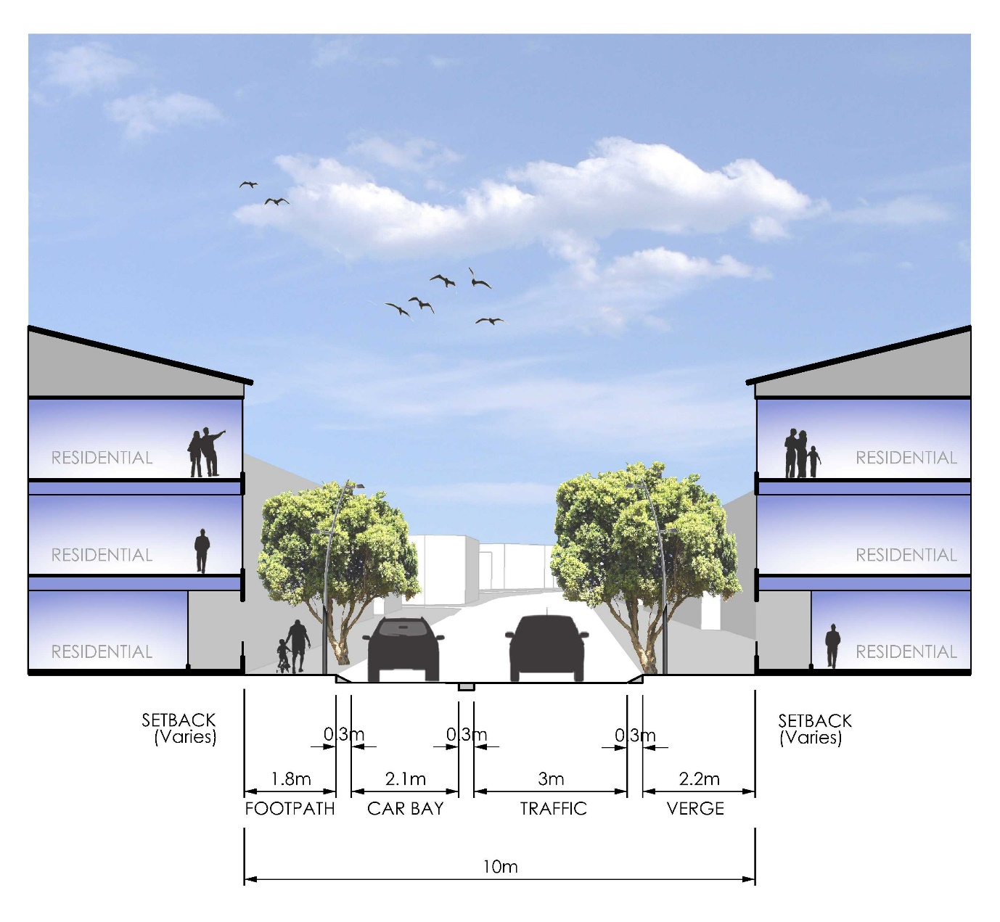 RESIDENTIAL
RESIDENTIAL
RESIDENTIAL
RESIDENTIAL
RESIDENTIAL
RESIDENTIAL
SETBACK
(Varies)
SETBACK
(Varies)
0.3m
0.3m
0.3m
1.8m
2.1m
3m
2.2m
FOOTPATH
CAR BAY
TRAFFIC
VERGE
10m